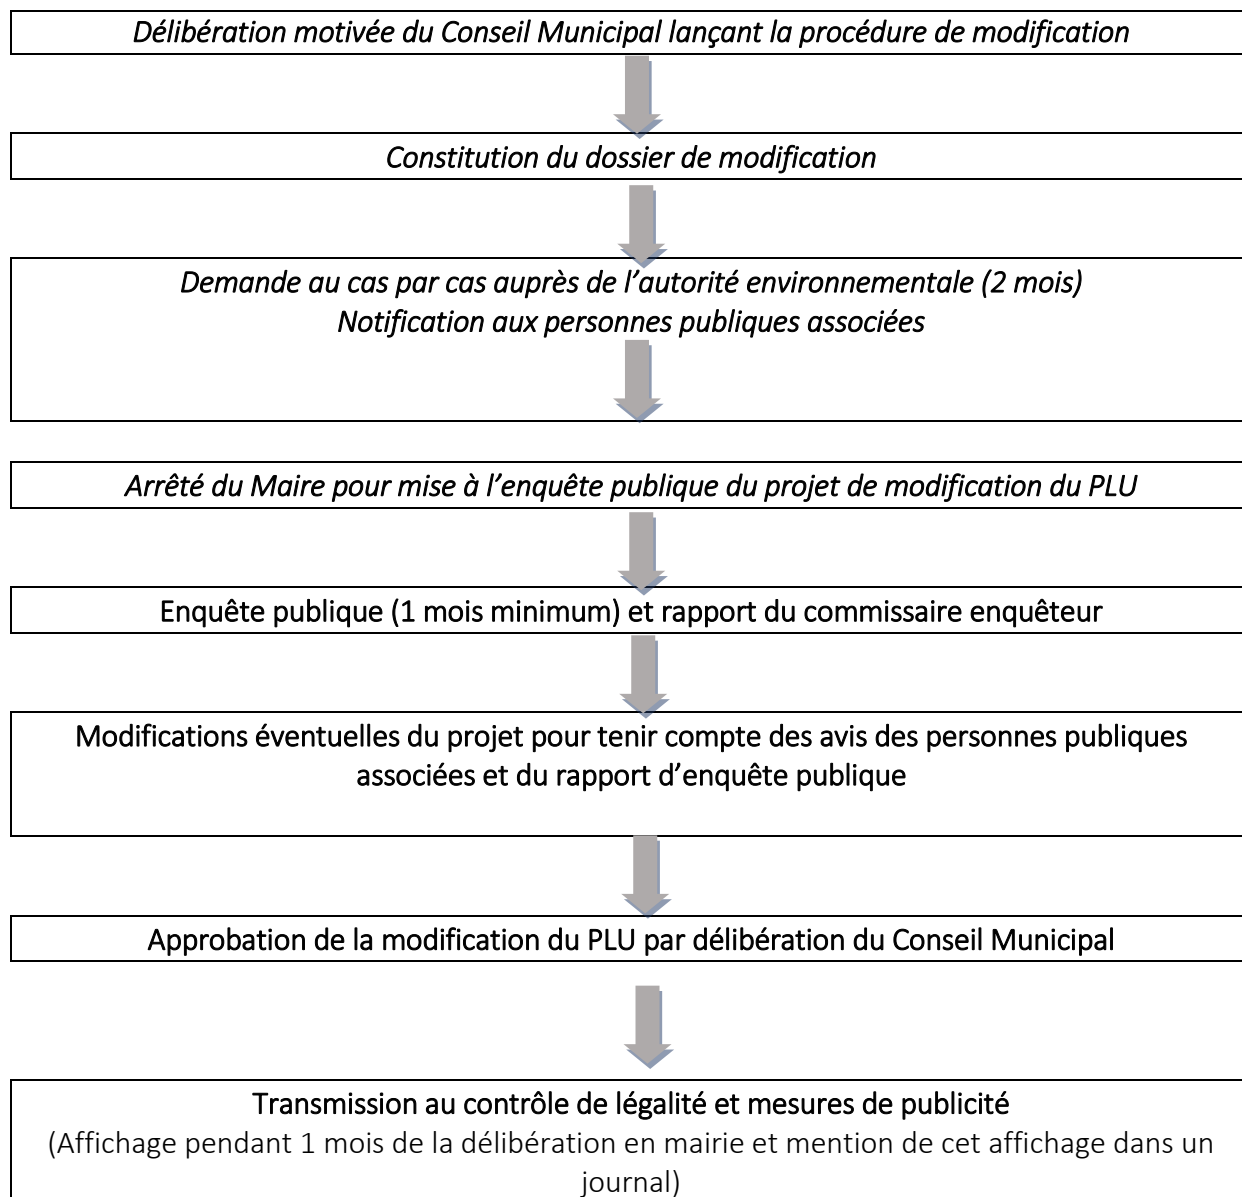 Délibération motivée du Conseil Municipal lançant la procédure de modification
Constitution du dossier de modification
Demande au cas par cas auprès de l’autorité environnementale (2 mois)
Notification aux personnes publiques associées
Arrêté du Maire pour mise à l’enquête publique du projet de modification du PLU
Enquête publique (1 mois minimum) et rapport du commissaire enquêteur
Modifications éventuelles du projet pour tenir compte des avis des personnes publiques
associées et du rapport d’enquête publique
Approbation de la modification du PLU par délibération du Conseil Municipal
Transmission au contrôle de légalité et mesures de publicité
(Affichage pendant 1 mois de la délibération en mairie et mention de cet affichage dans un
journal)